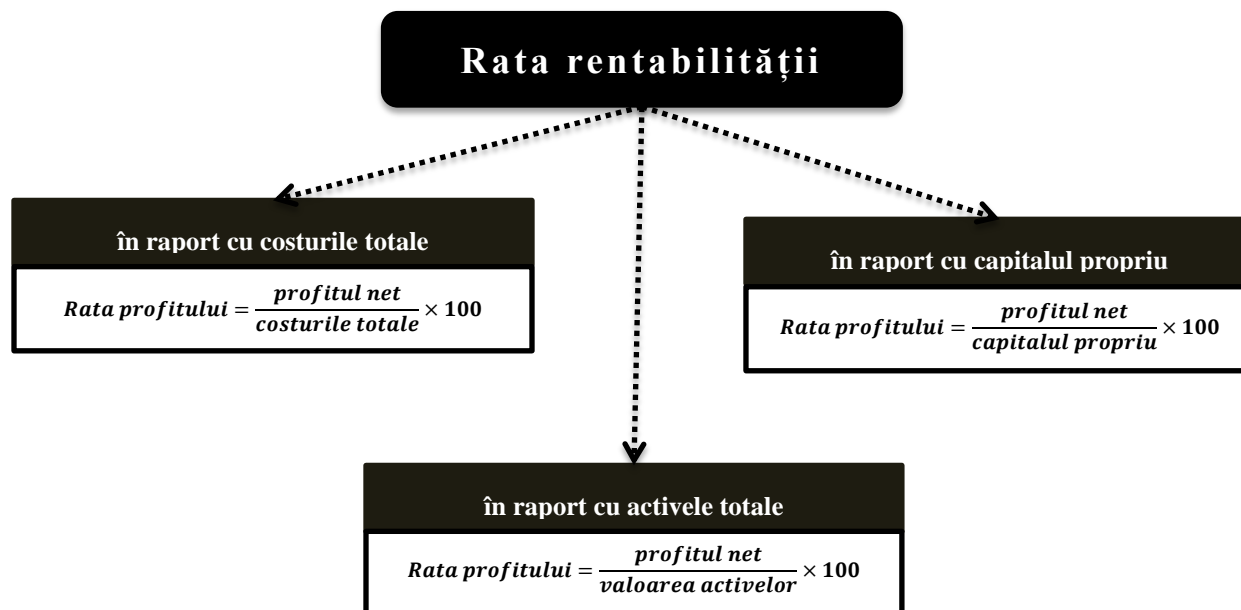 Rata rentabilității
în raport cu costurile totale
Rata profitului = profitul net / costurile totale × 100
în raport cu capitalul propriu
Rata profitului = profitul net / capitalul propriu × 100
în raport cu activele totale
Rata profitului = profitul net / valoarea activelor × 100